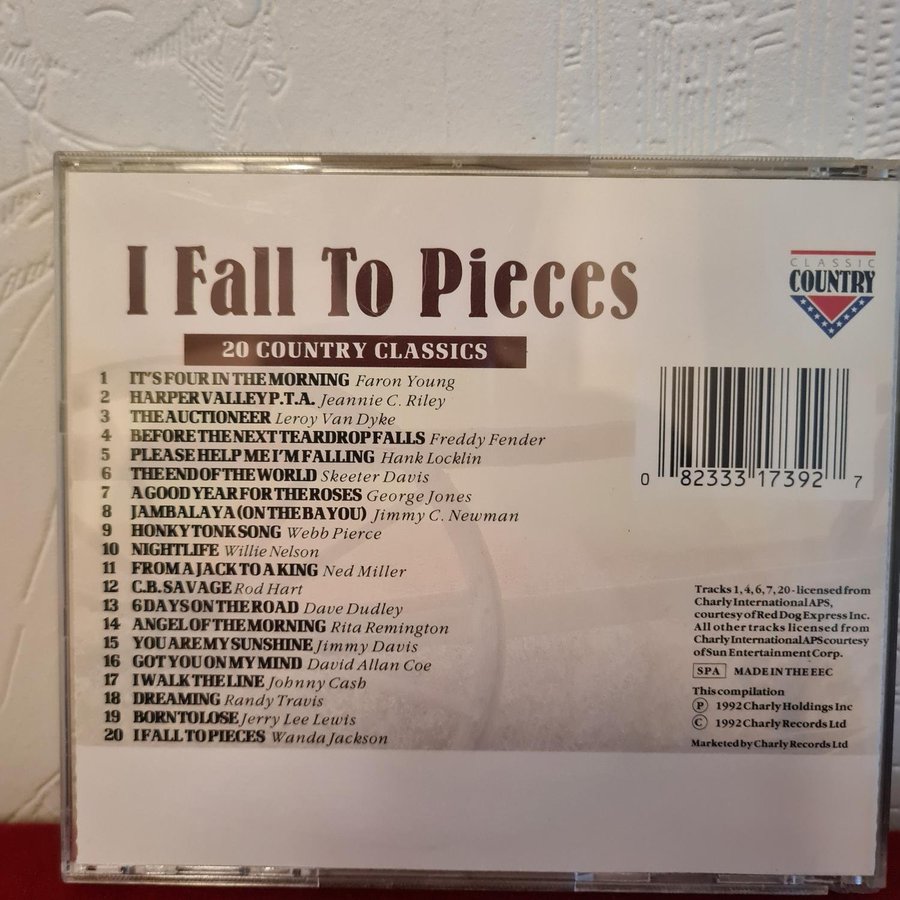 I Fall To Pieces
CLASSIC
COUNTRY
20 COUNTRY CLASSICS
1 IT'S FOUR IN THE MORNING Faron Young
2 HARPER VALLEY P.T.A. Jeannie C. Riley
3 THE AUCTIONEER Leroy Van Dyke
4 BEFORE THE NEXT TEARDROP FALLS Freddy Fender
5 PLEASE HELP ME I'M FALLING Hank Locklin
6 THE END OF THE WORLD Skeeter Davis
7 A GOOD YEAR FOR THE ROSES George Jones
8 JAMBALAYA (ON THE BAYOU) Jimmy C. Newman
9 HONKY TONK SONG Webb Pierce
10 NIGHTLIFE Willie Nelson
11 FROM A JACK TO A KING Ned Miller
12 C.B. SAVAGE Rod Hart
13 6 DAYS ON THE ROAD Dave Dudley
14 ANGEL OF THE MORNING Rita Remington
15 YOU ARE MY SUNSHINE Jimmy Davis
16 GOT YOU ON MY MIND David Allan Coe
17 I WALK THE LINE Johnny Cash
18 DREAMING Randy Travis
19 BORN TO LOSE Jerry Lee Lewis
20 I FALL TO PIECES Wanda Jackson
0 82333 17392 7
Tracks 1, 4, 6, 7, 20 - licensed from
Charly International APS,
courtesy of Red Dog Express Inc.
All other tracks licensed from
Charly International APS courtesy
of Sun Entertainment Corp.
SPA MADE IN THE EEC
This compilation
Ⓟ 1992 Charly Holdings Inc
© 1992 Charly Records Ltd
Marketed by Charly Records Ltd